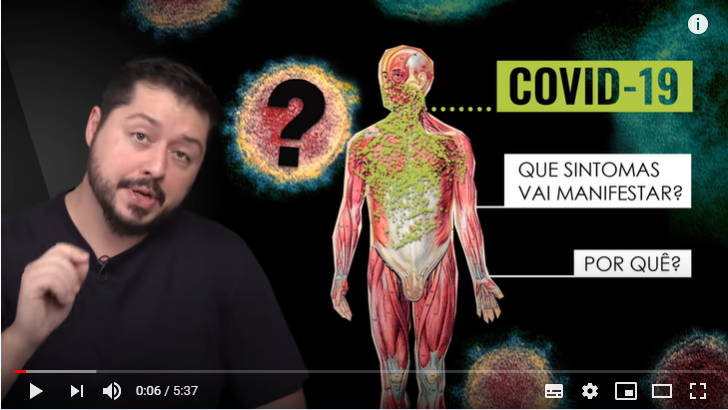 ?
COVID-19
QUE SINTOMAS
VAI MANIFESTAR?
POR QUÊ?
0:06 / 5:37